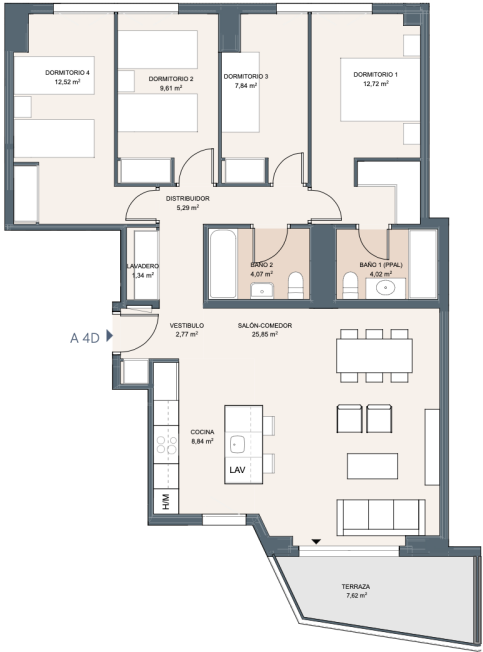 DORMITORIO 4
12,52 m²
DORMITORIO 2
9,61 m²
DORMITORIO 3
7,84 m²
DORMITORIO 1
12,72 m²
DISTRIBUIDOR
5,29 m²
LAVADERO
1,34 m²
BAÑO 2
4,07 m²
BAÑO 1 (PPAL)
4,02 m²
A 4D
VESTIBULO
2,77 m²
SALÓN-COMEDOR
25,85 m²
COCINA
8,84 m²
LAV
H/M
TERRAZA
7,62 m²